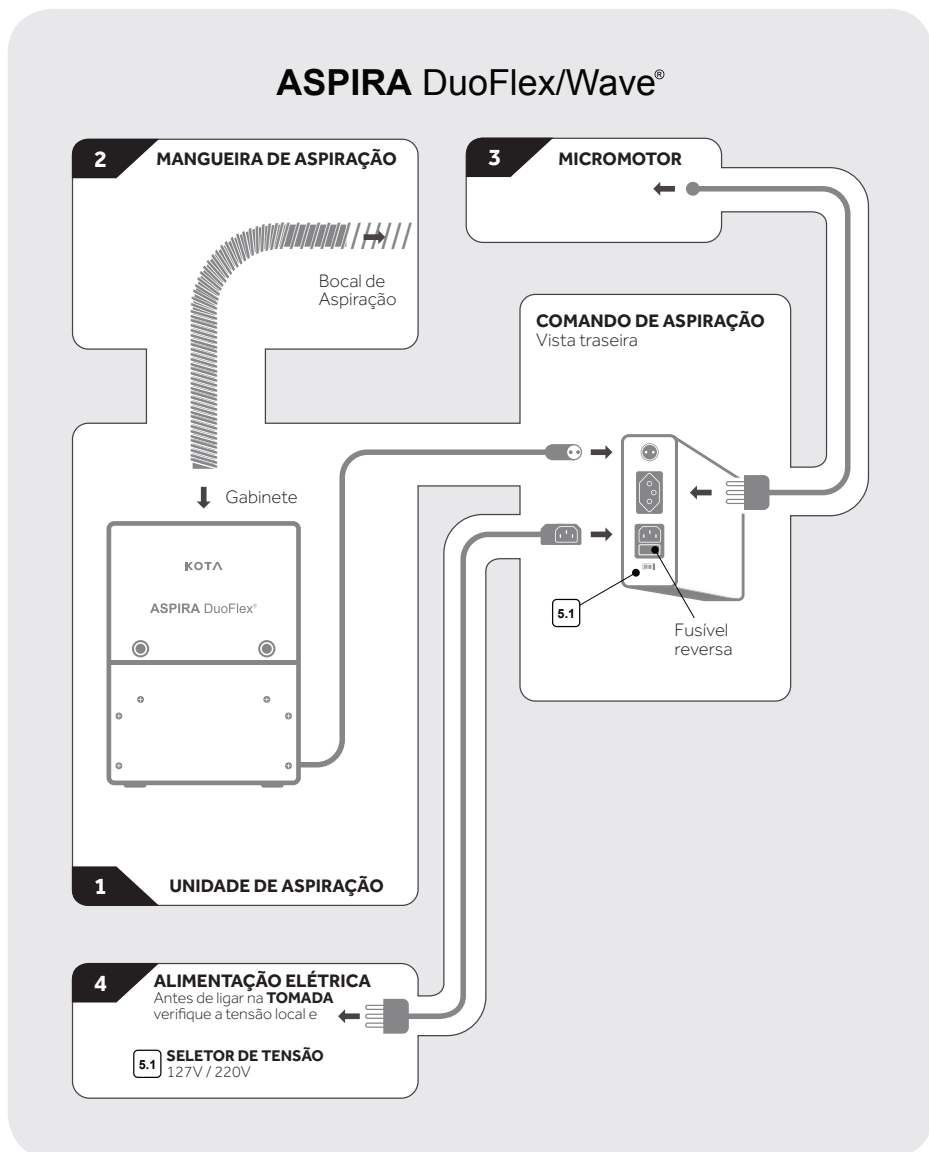 ASPIRA DuoFlex/Wave®
2 MANGUEIRA DE ASPIRAÇÃO
Bocal de
Aspiração
3 MICROMOTOR
COMANDO DE ASPIRAÇÃO
Vista traseira
5.1
Fusível
reversa
Gabinete
KOTA
ASPIRA DuoFlex®
1 UNIDADE DE ASPIRAÇÃO
4 ALIMENTAÇÃO ELÉTRICA
Antes de ligar na TOMADA
verifique a tensão local e
5.1 SELETOR DE TENSÃO
127V / 220V